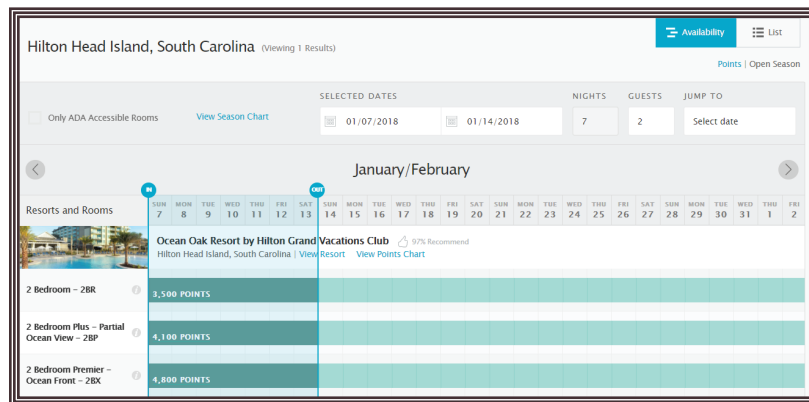 Availability
List
Hilton Head Island, South Carolina (Viewing 1 Results)
Points | Open Season
SELECTED DATES
NIGHTS
GUESTS
JUMP TO
Only ADA Accessible Rooms
View Season Chart
01/07/2018
01/14/2018
7
2
Select date
January/February
IN
OUT
Resorts and Rooms
SUN MON TUE WED THU FRI SAT SUN MON TUE WED THU FRI SAT SUN MON TUE WED THU FRI SAT SUN MON TUE WED THU FRI
7 8 9 10 11 12 13 14 15 16 17 18 19 20 21 22 23 24 25 26 27 28 29 30 31 1 2
Ocean Oak Resort by Hilton Grand Vacations Club 97% Recommend
Hilton Head Island, South Carolina | View Resort View Points Chart
2 Bedroom – 2BR
3,500 POINTS
2 Bedroom Plus – Partial
Ocean View – 2BP
4,100 POINTS
2 Bedroom Premier –
Ocean Front – 2BX
4,800 POINTS